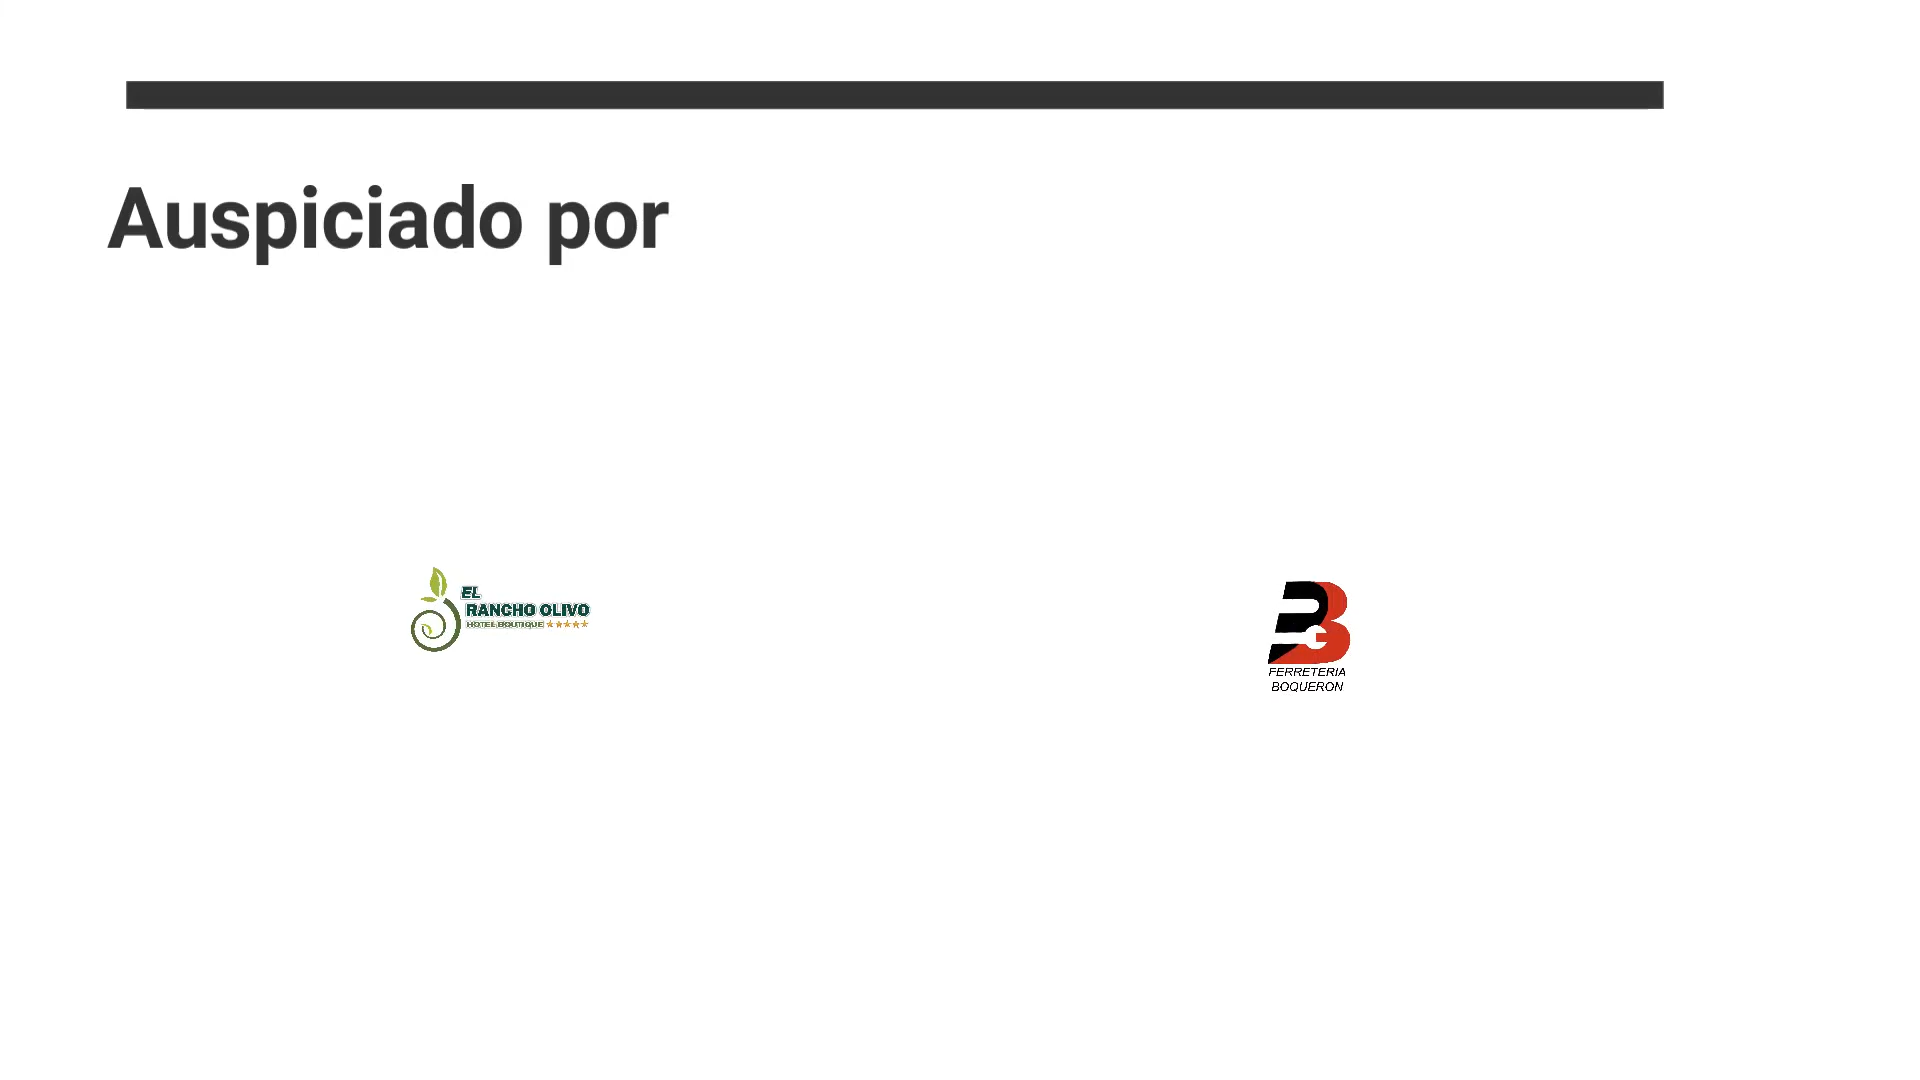 Auspiciado por
EL
RANCHO OLIVO
HOTEL BOUTIQUE
FERRETERIA
BOQUERON